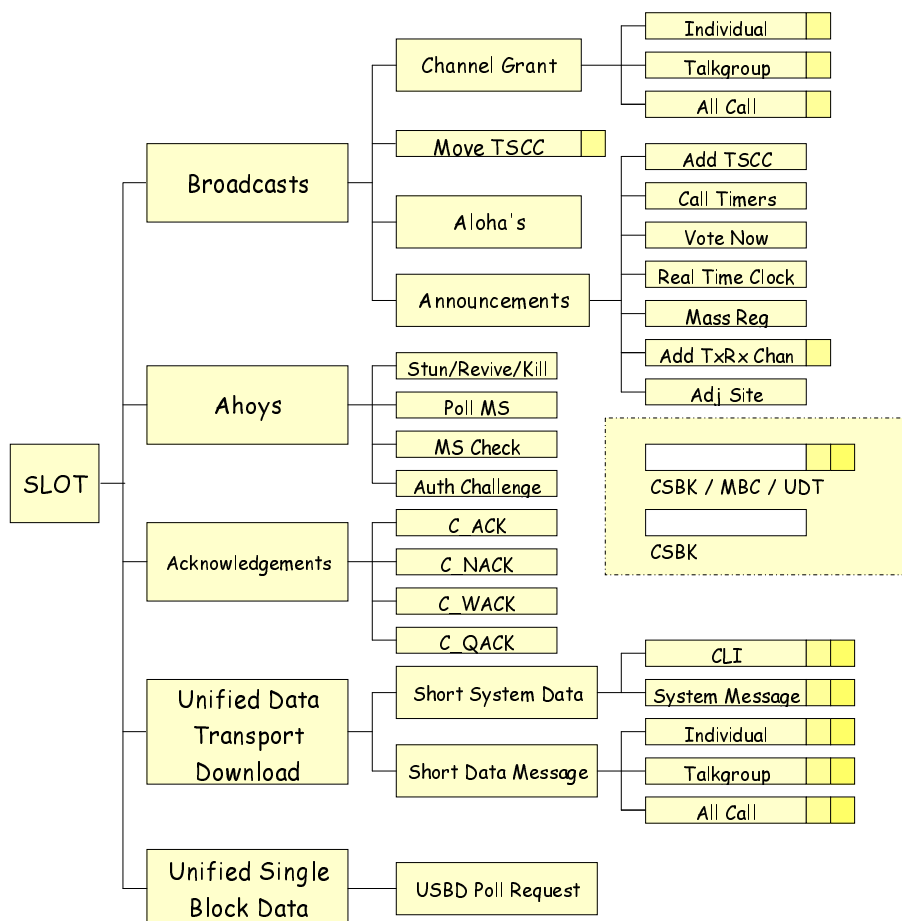 SLOT
Broadcasts
Channel Grant
Individual
Talkgroup
All Call
Move TSCC
Aloha's
Announcements
Add TSCC
Call Timers
Vote Now
Real Time Clock
Mass Reg
Add TxRx Chan
Adj Site
Ahoys
Stun/Revive/Kill
Poll MS
MS Check
Auth Challenge
CSBK / MBC / UDT
CSBK
Acknowledgements
C_ACK
C_NACK
C_WACK
C_QACK
Unified Data
Transport
Download
Short System Data
CLI
System Message
Short Data Message
Individual
Talkgroup
All Call
Unified Single
Block Data
USBD Poll Request